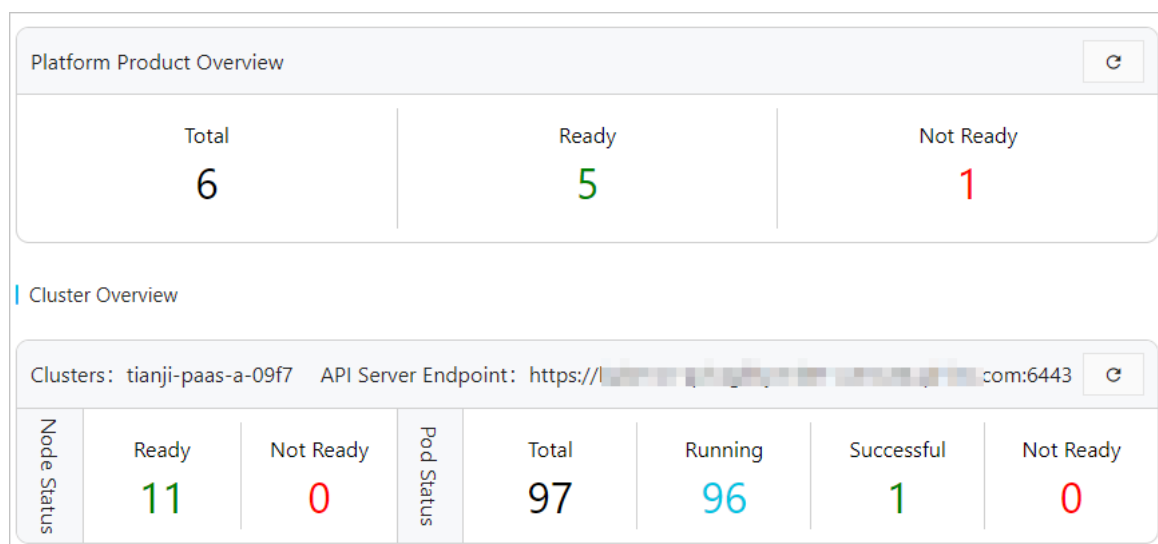 Platform Product Overview
Total
6
Ready
5
Not Ready
1
Cluster Overview
Clusters: tianji-paas-a-09f7 API Server Endpoint: https:// com:6443
Node Status
Ready
11
Not Ready
0
Pod Status
Total
97
Running
96
Successful
1
Not Ready
0